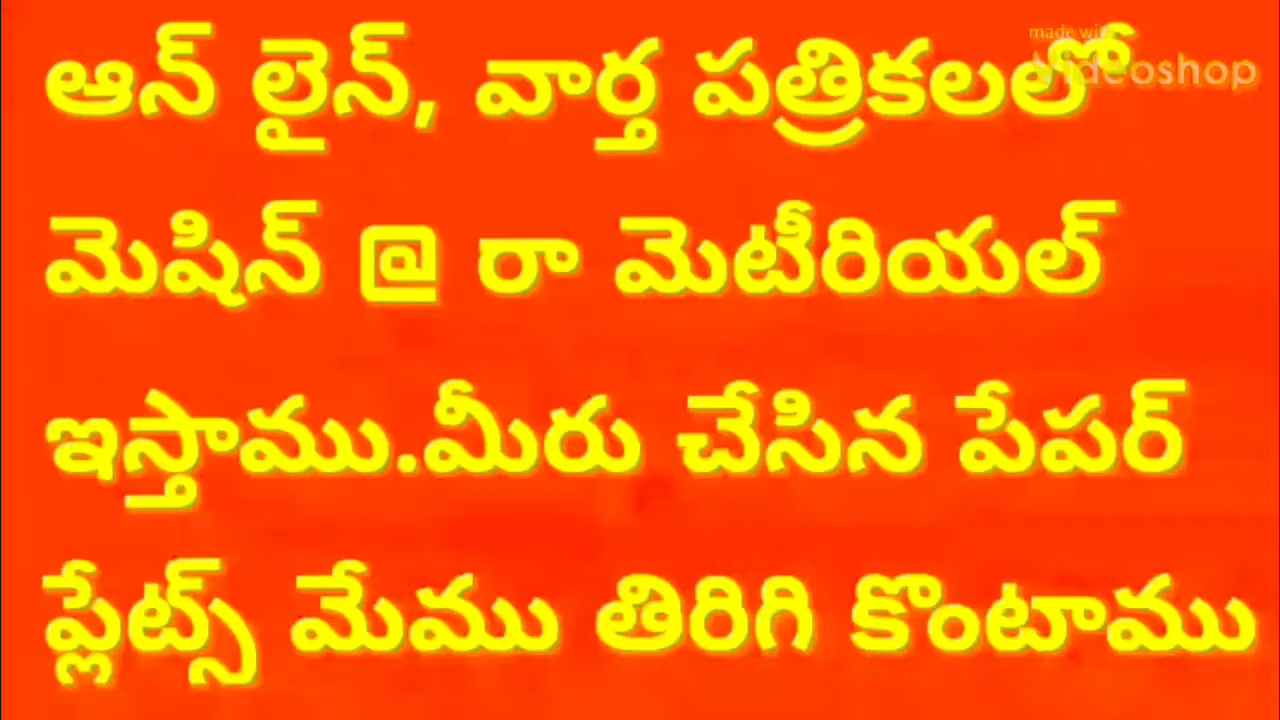 made with
Videoshop
ఆన్ లైన్, వార్త పత్రికలలో
మెషిన్ @ రా మెటీరియల్
ఇస్తాము.మీరు చేసిన పేపర్
ప్లేట్స్ మేము తిరిగి కొంటాము